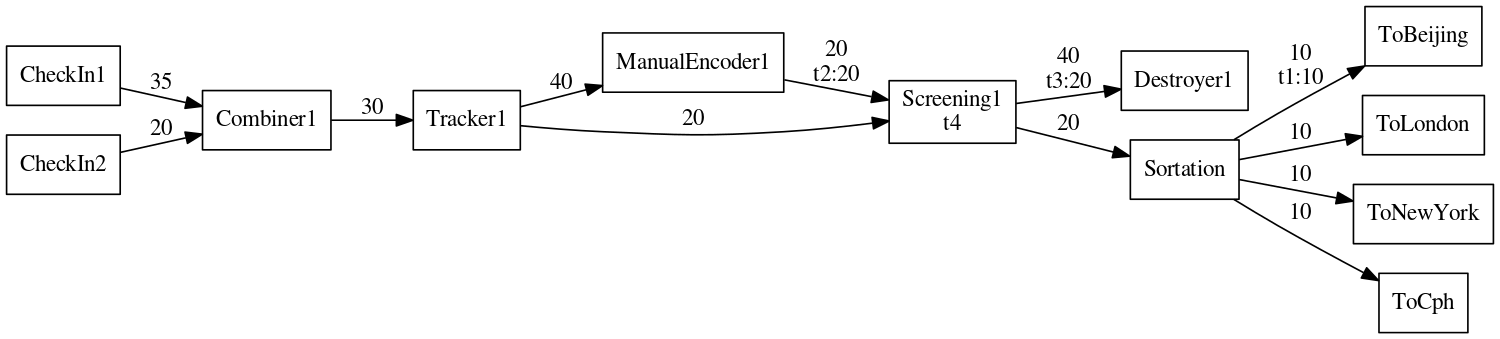 CheckIn1
35
CheckIn2
20
Combiner1
30
Tracker1
40
20
ManualEncoder1
20
t2:20
Screening1
t4
40
t3:20
20
Destroyer1
Sortation
10
t1:10
10
10
10
ToBeijing
ToLondon
ToNewYork
ToCph